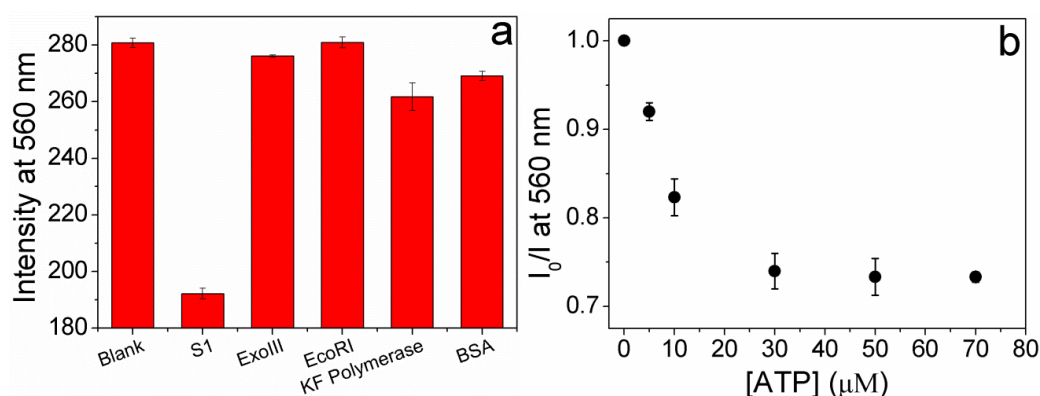 a
Intensity at 560 nm
280
260
240
220
200
180
Blank
S1
ExoIII
EcoRI
KF Polymerase
BSA
b
I0/I at 560 nm
1.0
0.9
0.8
0.7
0 10 20 30 40 50 60 70 80
[ATP] (μM)